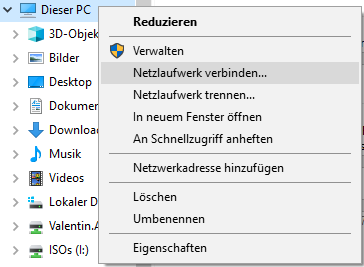 Dieser PC
3D-Objek
Bilder
Desktop
Dokumen
Download
Musik
Videos
Lokaler D
Valentin.A
ISOs (I:)
Reduzieren
Verwalten
Netzlaufwerk verbinden...
Netzlaufwerk trennen...
In neuem Fenster öffnen
An Schnellzugriff anheften
Netzwerkadresse hinzufügen
Löschen
Umbenennen
Eigenschaften